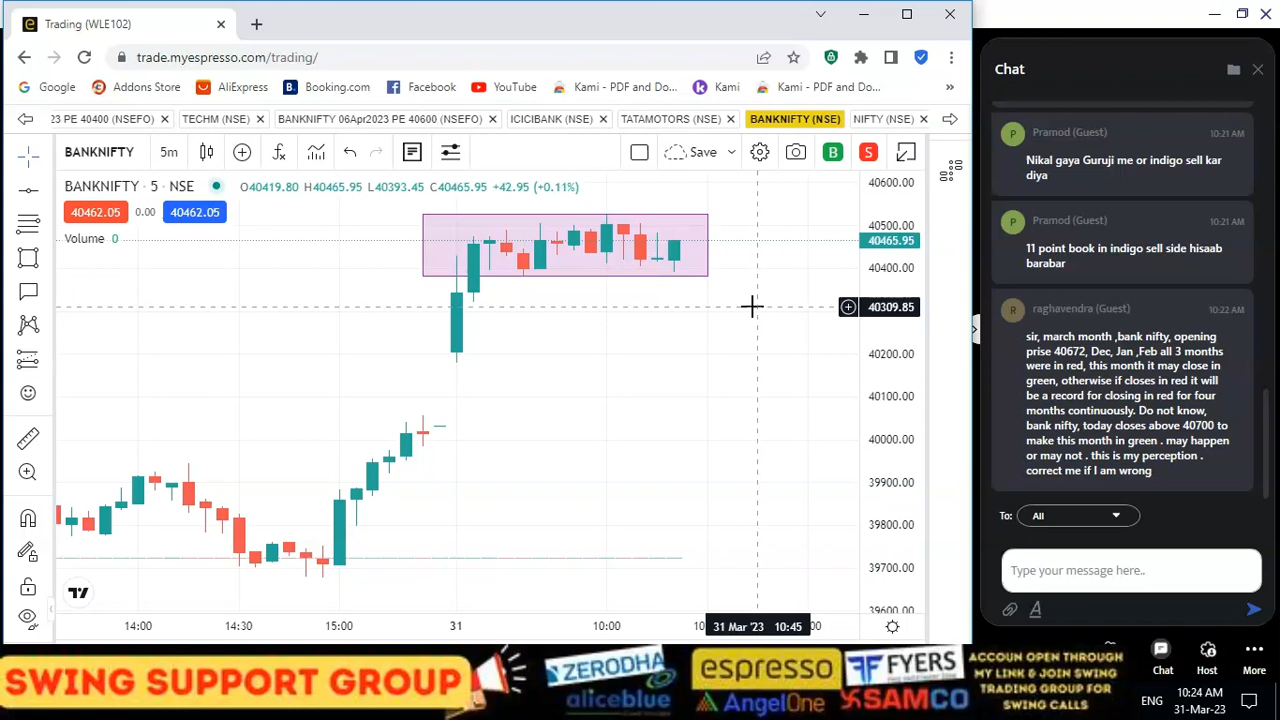 Trading (WLE102)
trade.myespresso.com/trading/
Google
Addons Store
AliExpress
Booking.com
Facebook
YouTube
Kami - PDF and Do...
Kami
Kami - PDF and Do...
23 PE 40400 (NSEFO)
TECHM (NSE)
BANKNIFTY 06Apr2023 PE 40600 (NSEFO)
ICICIBANK (NSE)
TATAMOTORS (NSE)
BANKNIFTY (NSE)
NIFTY (NSE)
BANKNIFTY
5m
Save
B
S
BANKNIFTY · 5 · NSE
O40419.80 H40465.95 L40393.45 C40465.95 +42.95 (+0.11%)
40462.05
0.00
40462.05
Volume 0
40600.00
40500.00
40465.95
40400.00
40309.85
40200.00
40100.00
40000.00
39900.00
39800.00
39700.00
39600.00
14:00
14:30
15:00
31
10:00
31 Mar '23 10:45
Chat
P
Pramod (Guest)
10:21 AM
Nikal gaya Guruji me or indigo sell kar
diya
P
Pramod (Guest)
10:21 AM
11 point book in indigo sell side hisaab
barabar
R
raghavendra (Guest)
10:22 AM
sir, march month ,bank nifty, opening
prise 40672, Dec, Jan ,Feb all 3 months
were in red, this month it may close in
green, otherwise if closes in red it will
be a record for closing in red for four
months continuously. Do not know,
bank nifty, today closes above 40700 to
make this month in green . may happen
or may not . this is my perception .
correct me if I am wrong
To:
All
Type your message here..
A
Chat
Host
More
SWING SUPPORT GROUP
ZERODHA
aliceblue
espresso
AngelOne
FYERS
SAMCO
ACCOUN OPEN THROUGH
MY LINK & JOIN SWING
TRADING GROUP FOR
SWING CALLS
ENG
10:24 AM
31-Mar-23